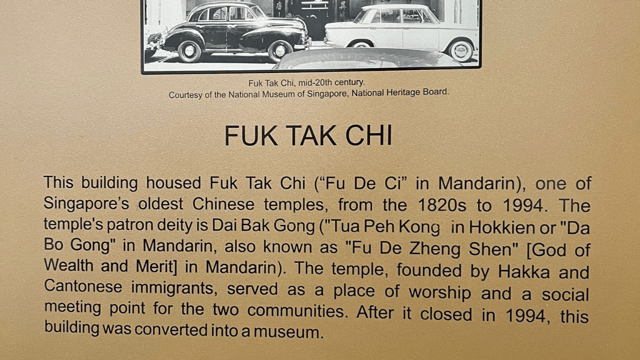 Fuk Tak Chi, mid-20th century.
Courtesy of the National Museum of Singapore, National Heritage Board.
FUK TAK CHI
This building housed Fuk Tak Chi (“Fu De Ci” in Mandarin), one of
Singapore’s oldest Chinese temples, from the 1820s to 1994. The
temple's patron deity is Dai Bak Gong ("Tua Peh Kong  in Hokkien or "Da
Bo Gong" in Mandarin, also known as "Fu De Zheng Shen" [God of
Wealth and Merit] in Mandarin). The temple, founded by Hakka and
Cantonese immigrants, served as a place of worship and a social
meeting point for the two communities. After it closed in 1994, this
building was converted into a museum.